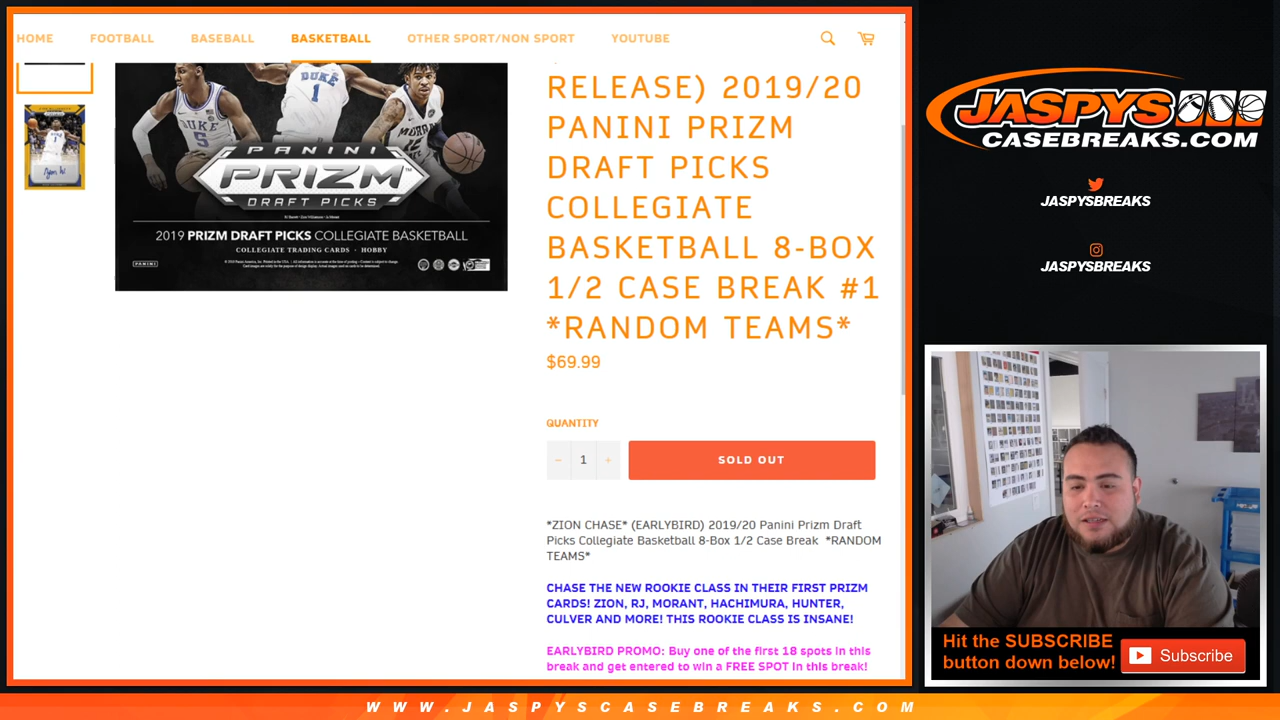 HOME FOOTBALL BASEBALL BASKETBALL OTHER SPORT/NON SPORT YOUTUBE
DUKE
5
DUKE
1
MURRAY
12
PANINI
PRIZM
DRAFT PICKS
2019 PRIZM DRAFT PICKS COLLEGIATE BASKETBALL
COLLEGIATE TRADING CARDS • HOBBY
PANINI
RELEASE) 2019/20
PANINI PRIZM
DRAFT PICKS
COLLEGIATE
BASKETBALL 8-BOX
1/2 CASE BREAK #1
*RANDOM TEAMS*
$69.99
QUANTITY
− 1 +
SOLD OUT
*ZION CHASE* (EARLYBIRD) 2019/20 Panini Prizm Draft
Picks Collegiate Basketball 8-Box 1/2 Case Break *RANDOM
TEAMS*
CHASE THE NEW ROOKIE CLASS IN THEIR FIRST PRIZM
CARDS! ZION, RJ, MORANT, HACHIMURA, HUNTER,
CULVER AND MORE! THIS ROOKIE CLASS IS INSANE!
EARLYBIRD PROMO: Buy one of the first 18 spots in this
break and get entered to win a FREE SPOT in this break!
JASPYS
CASEBREAKS.COM
JASPYSBREAKS
JASPYSBREAKS
Hit the SUBSCRIBE
button down below!
Subscribe
WWW.JASPYSCASEBREAKS.COM